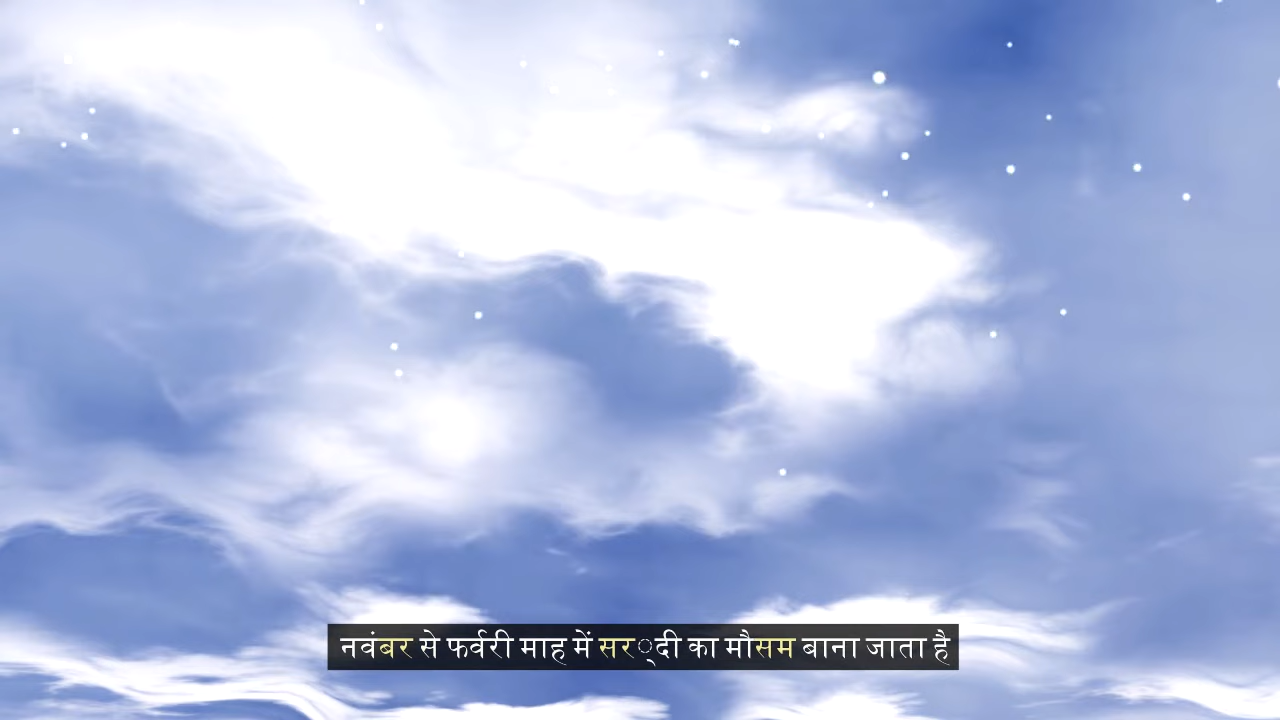 नवंबर से फर्वरी माह में सर्दी का मौसम बाना जाता है